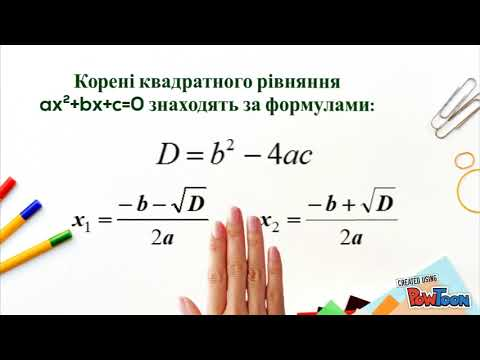 Корені квадратного рівняння
ax²+bx+c=0 знаходять за формулами:
D = b² − 4ac
x₁ = (−b − √D) / 2a
x₂ = (−b + √D) / 2a
CREATED USING
POWTOON